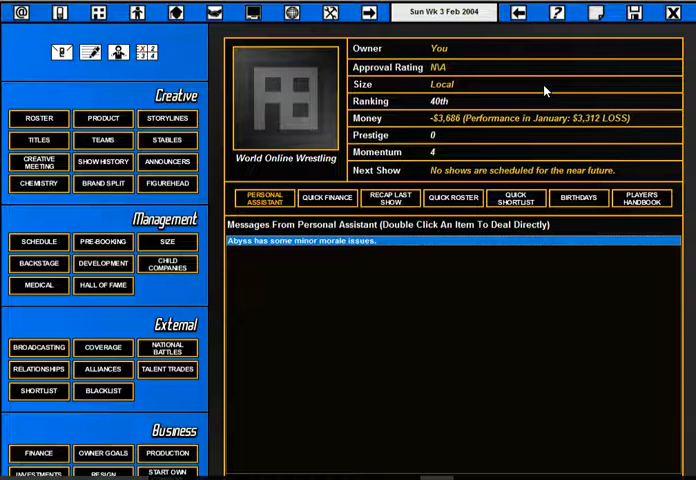 Sun Wk 3 Feb 2004
Creative
ROSTER
PRODUCT
STORYLINES
TITLES
TEAMS
STABLES
CREATIVE
MEETING
SHOW HISTORY
ANNOUNCERS
CHEMISTRY
BRAND SPLIT
FIGUREHEAD
Management
SCHEDULE
PRE-BOOKING
SIZE
BACKSTAGE
DEVELOPMENT
CHILD
COMPANIES
MEDICAL
HALL OF FAME
External
BROADCASTING
COVERAGE
NATIONAL
BATTLES
RELATIONSHIPS
ALLIANCES
TALENT TRADES
SHORTLIST
BLACKLIST
Business
FINANCE
OWNER GOALS
PRODUCTION
INVESTMENTS
RESIGN
START OWN
World Online Wrestling
Owner You
Approval Rating N\A
Size Local
Ranking 40th
Money -$3,686 (Performance in January: $3,312 LOSS)
Prestige 0
Momentum 4
Next Show No shows are scheduled for the near future.
PERSONAL
ASSISTANT
QUICK FINANCE
RECAP LAST
SHOW
QUICK ROSTER
QUICK
SHORTLIST
BIRTHDAYS
PLAYER'S
HANDBOOK
Messages From Personal Assistant (Double Click An Item To Deal Directly)
Abyss has some minor morale issues.